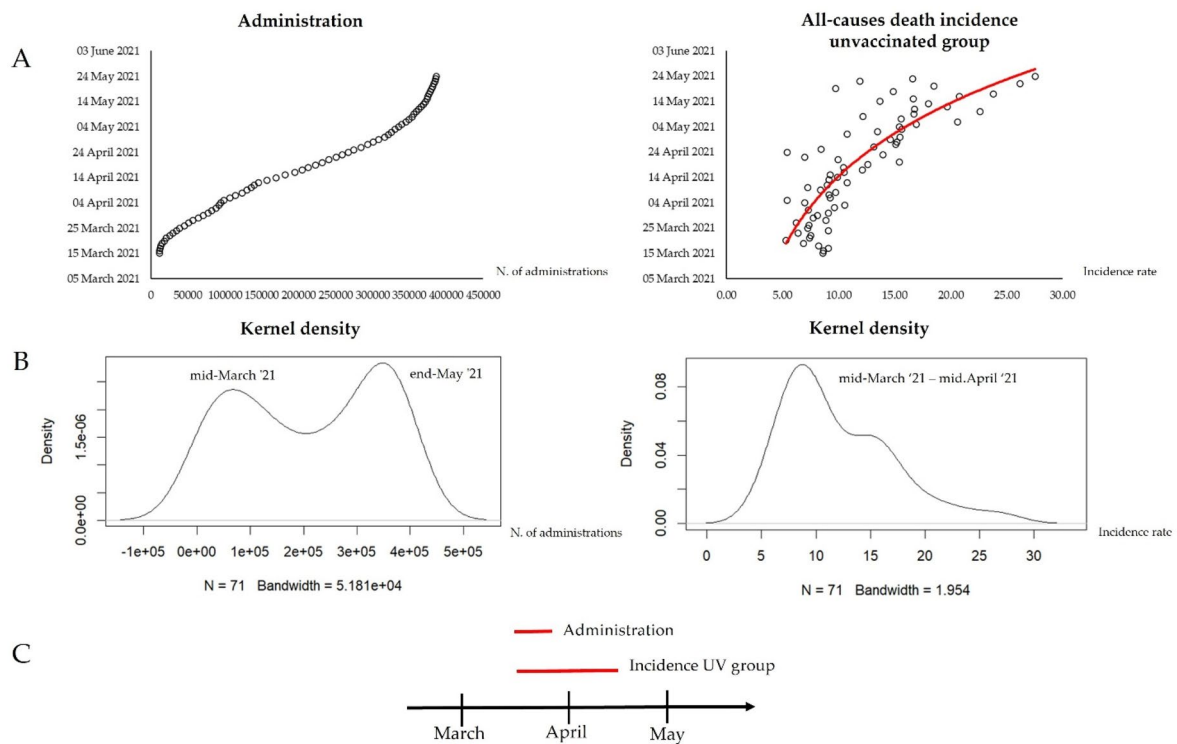 A
Administration
03 June 2021
24 May 2021
14 May 2021
04 May 2021
24 April 2021
14 April 2021
04 April 2021
25 March 2021
15 March 2021
05 March 2021
N. of administrations
0 50000 100000 150000 200000 250000 300000 350000 400000 450000
All-causes death incidence
unvaccinated group
03 June 2021
24 May 2021
14 May 2021
04 May 2021
24 April 2021
14 April 2021
04 April 2021
25 March 2021
15 March 2021
05 March 2021
Incidence rate
0.00 5.00 10.00 15.00 20.00 25.00 30.00
B
Kernel density
mid-March '21
end-May '21
Density
1.5e-06
0.0e+00
N. of administrations
-1e+05 0e+00 1e+05 2e+05 3e+05 4e+05 5e+05
N = 71 Bandwidth = 5.181e+04
Kernel density
mid-March '21 – mid.April '21
Density
0.08
0.04
0.00
Incidence rate
0 5 10 15 20 25 30
N = 71 Bandwidth = 1.954
C
Administration
Incidence UV group
March April May